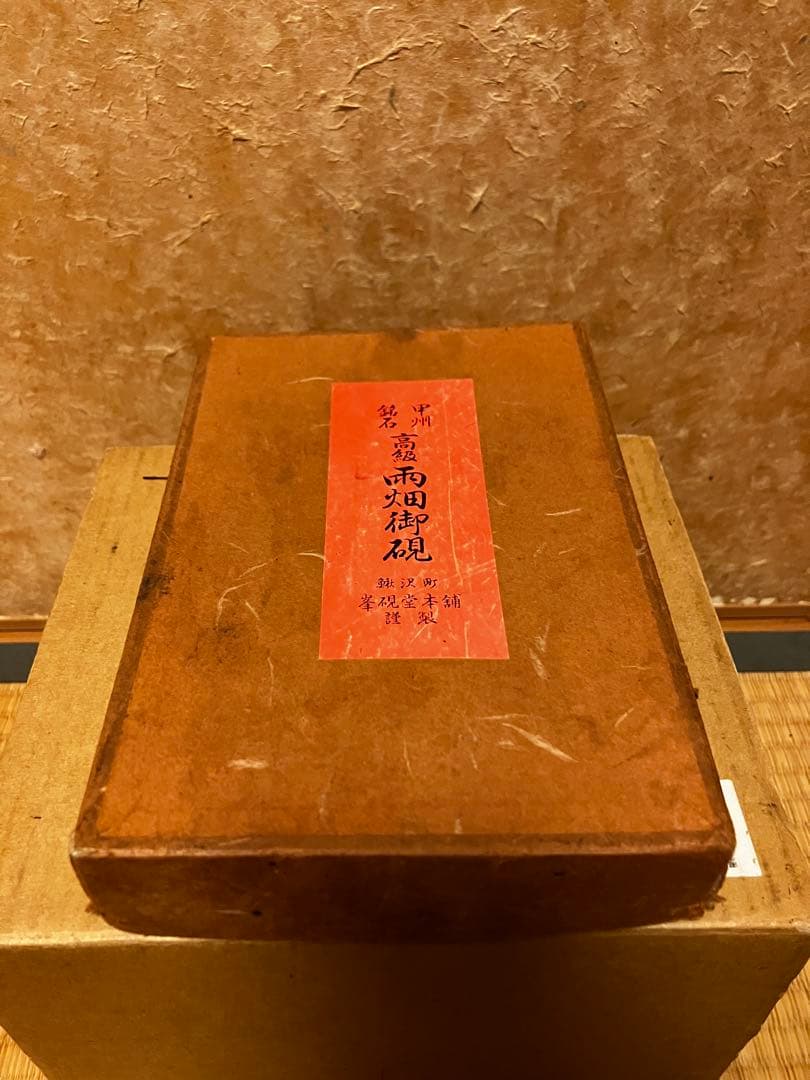 甲州
銘石
高級雨畑御硯
鰍沢町
峯硯堂本舗
謹製